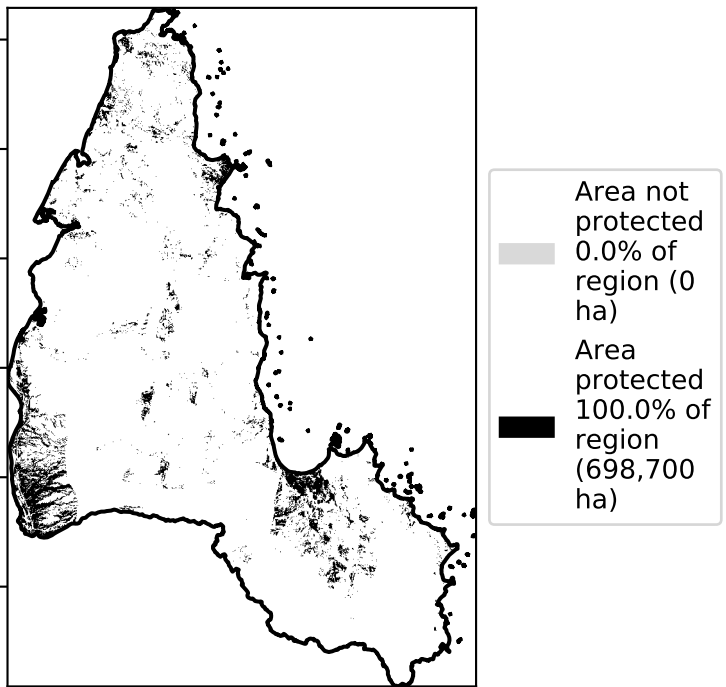 Area not
protected
0.0% of
region (0
ha)
Area
protected
100.0% of
region
(698,700
ha)